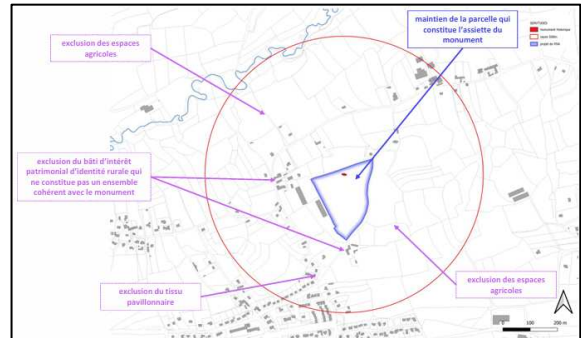 exclusion des espaces
agricoles
maintien de la parcelle qui
constitue l'assiette du
monument
exclusion du bâti d'intérêt
patrimonial d'identité rurale qui
ne constitue pas un ensemble
cohérent avec le monument
exclusion du tissu
pavillonnaire
exclusion des espaces
agricoles
0 100 200 m